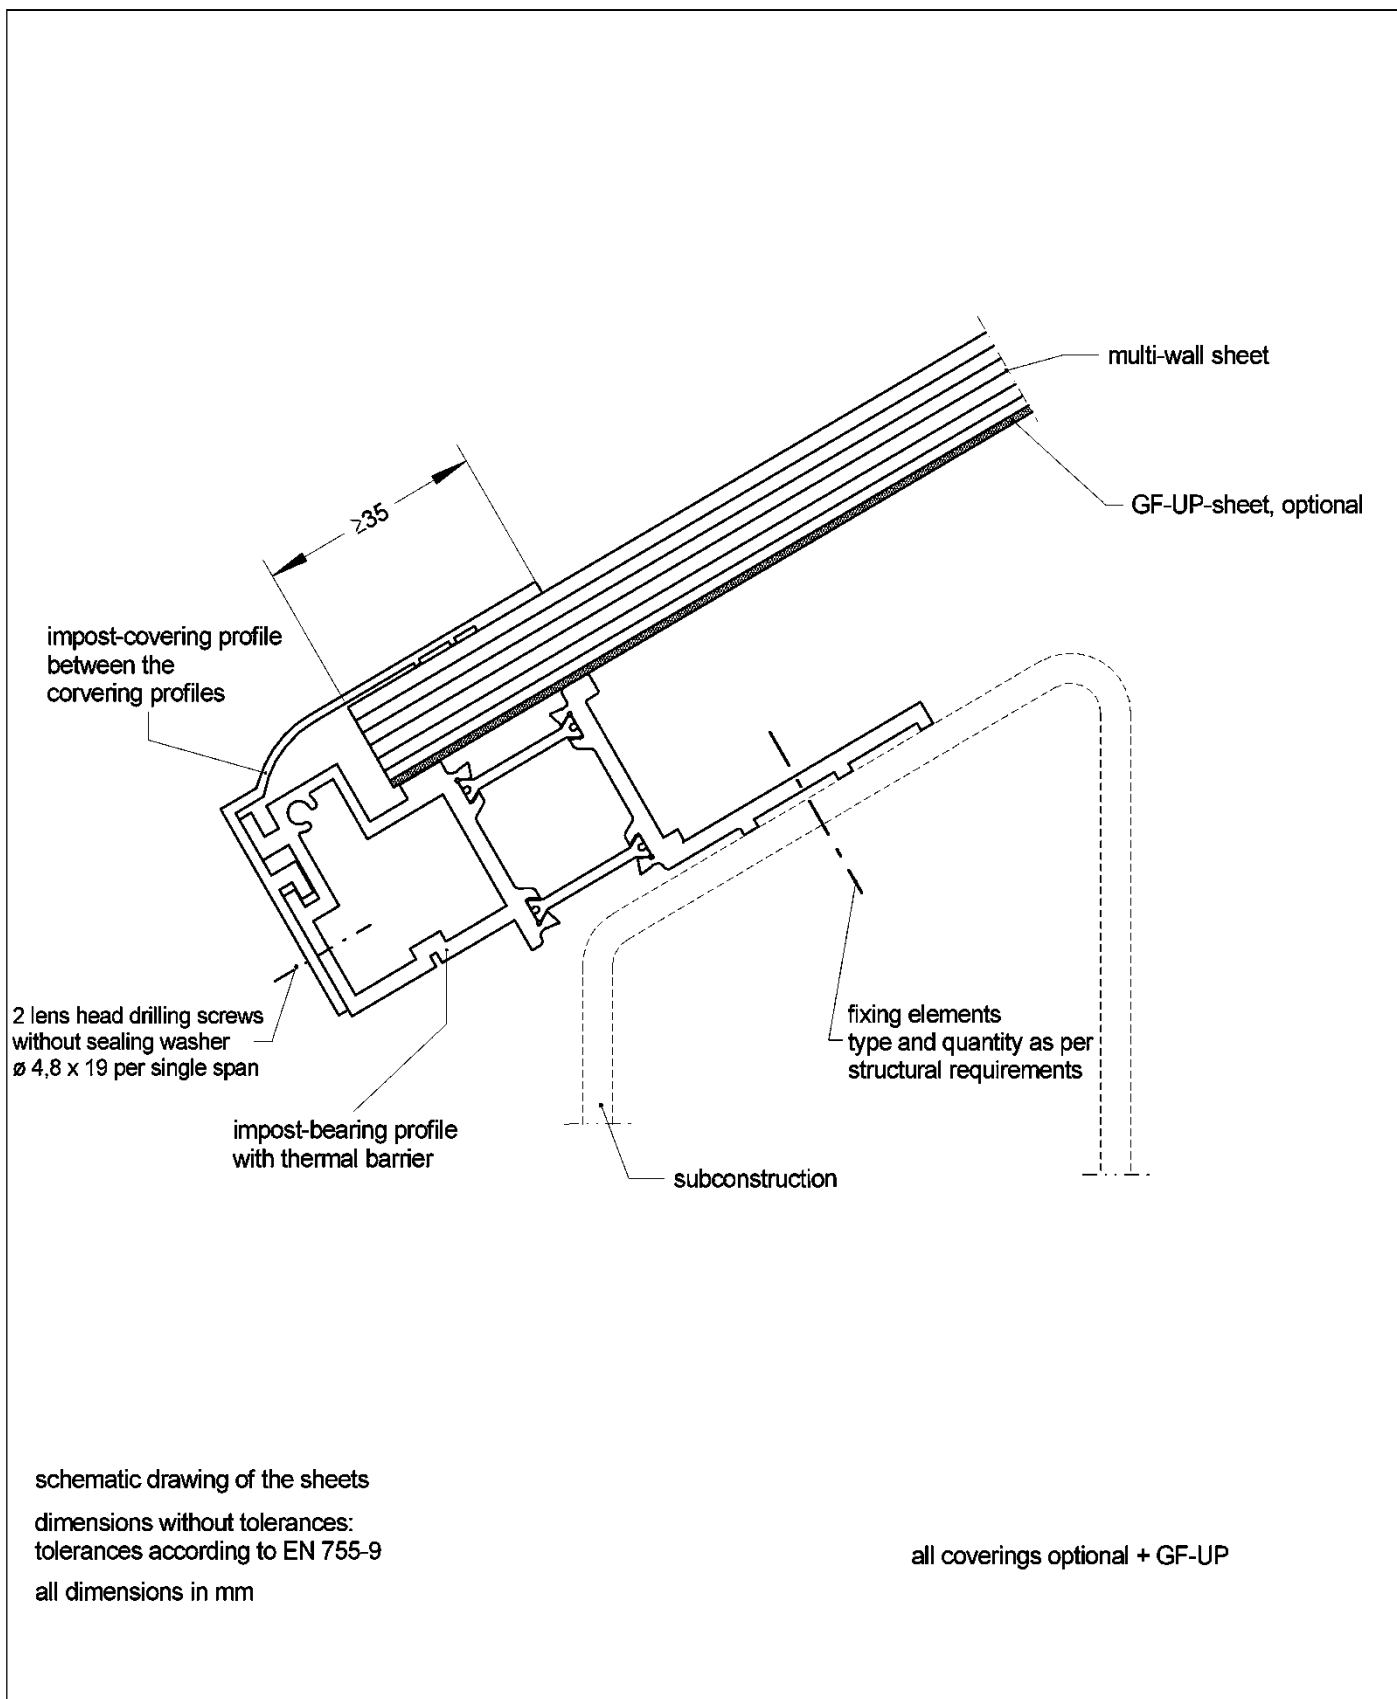 multi-wall sheet
GF-UP-sheet, optional
≥35
impost-covering profile
between the
corvering profiles
2 lens head drilling screws
without sealing washer
ø 4,8 x 19 per single span
fixing elements
type and quantity as per
structural requirements
impost-bearing profile
with thermal barrier
subconstruction
schematic drawing of the sheets
dimensions without tolerances:
tolerances according to EN 755-9
all dimensions in mm
all coverings optional + GF-UP